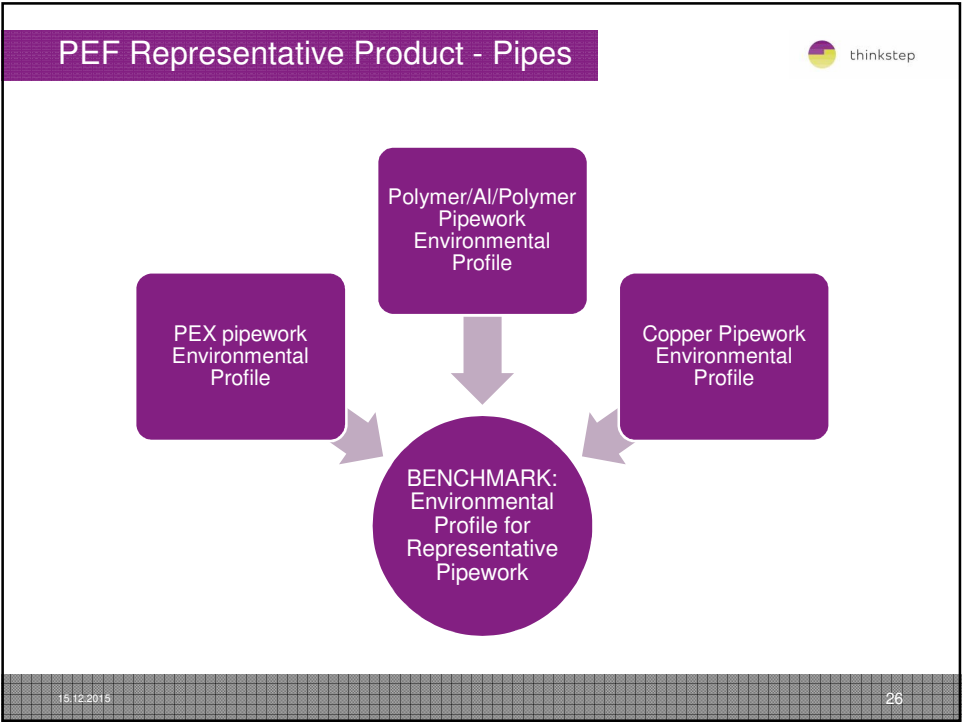 PEF Representative Product - Pipes
thinkstep
Polymer/Al/Polymer
Pipework
Environmental
Profile
PEX pipework
Environmental
Profile
Copper Pipework
Environmental
Profile
BENCHMARK:
Environmental
Profile for
Representative
Pipework
15.12.2015
26